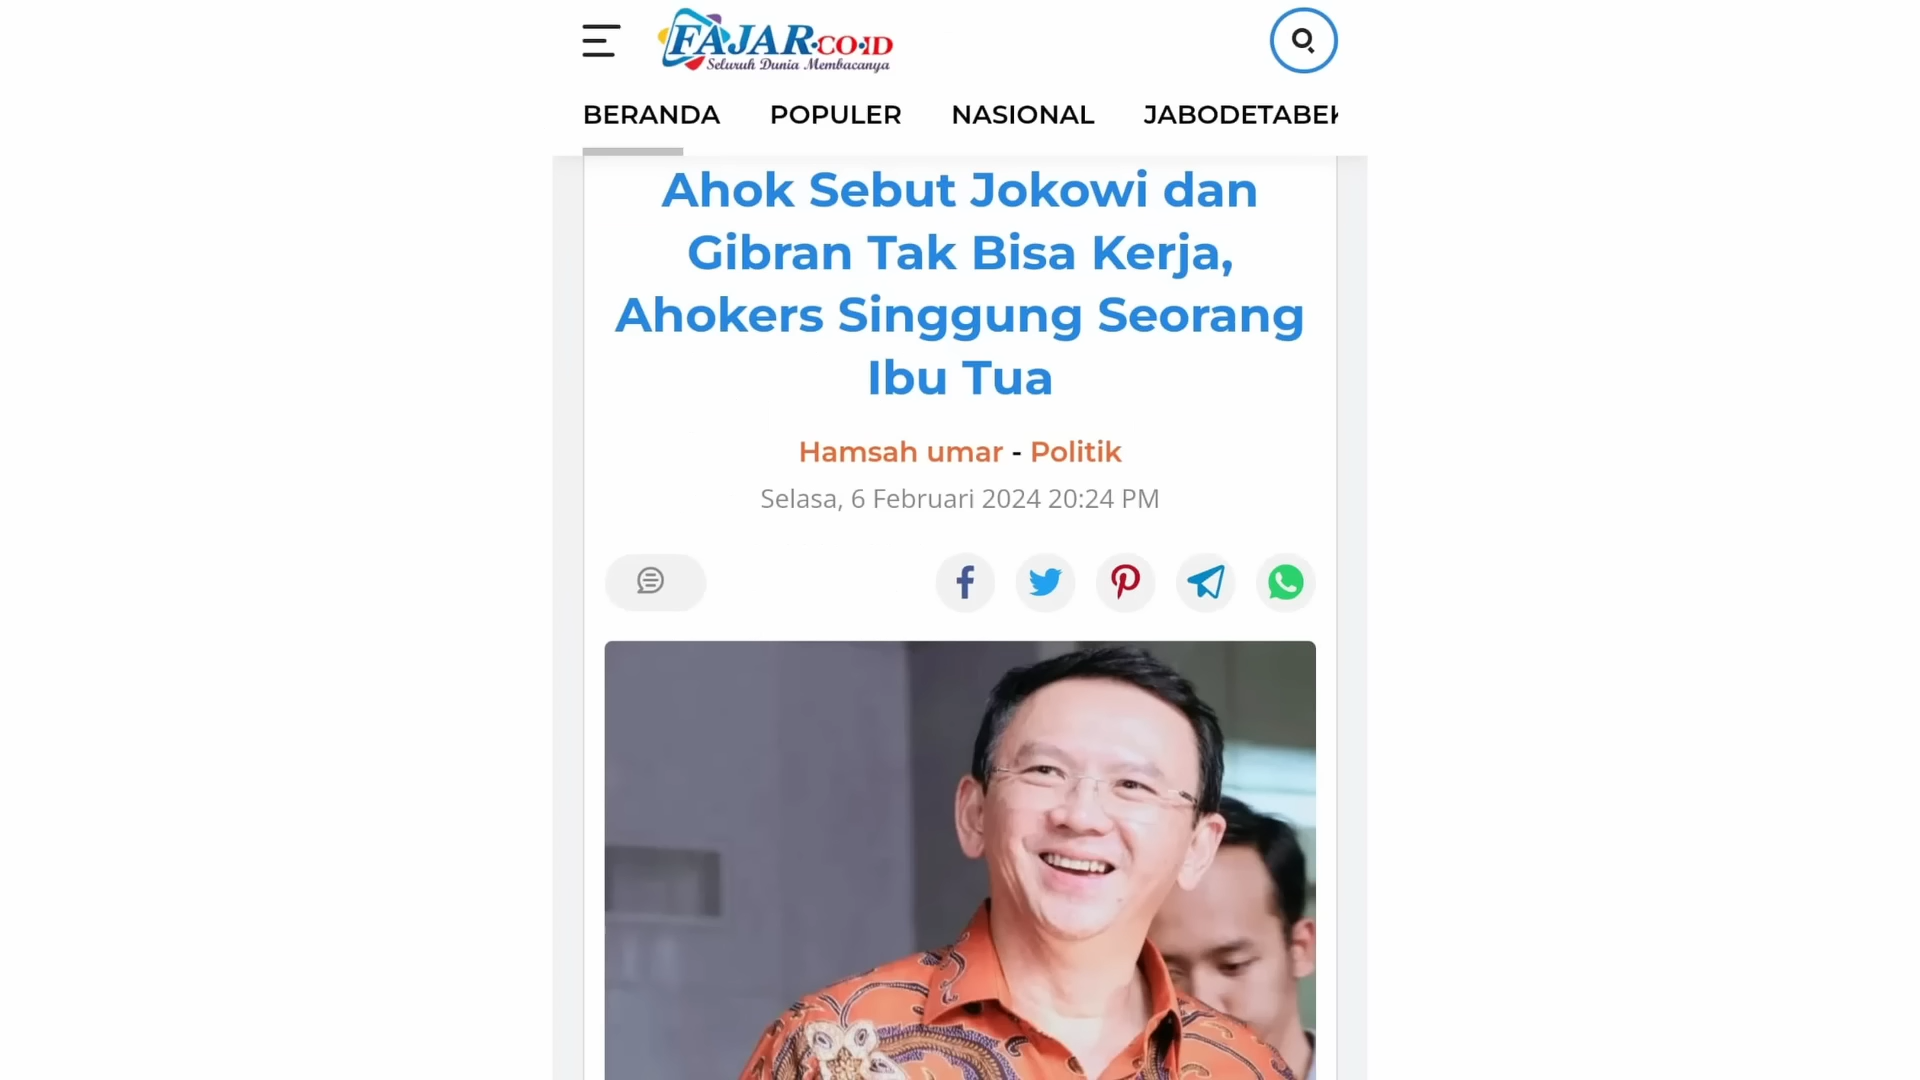 FAJAR.CO.ID
Seluruh Dunia Membacanya
BERANDA POPULER NASIONAL JABODETABEK
Ahok Sebut Jokowi dan
Gibran Tak Bisa Kerja,
Ahokers Singgung Seorang
Ibu Tua
Hamsah umar - Politik
Selasa, 6 Februari 2024 20:24 PM